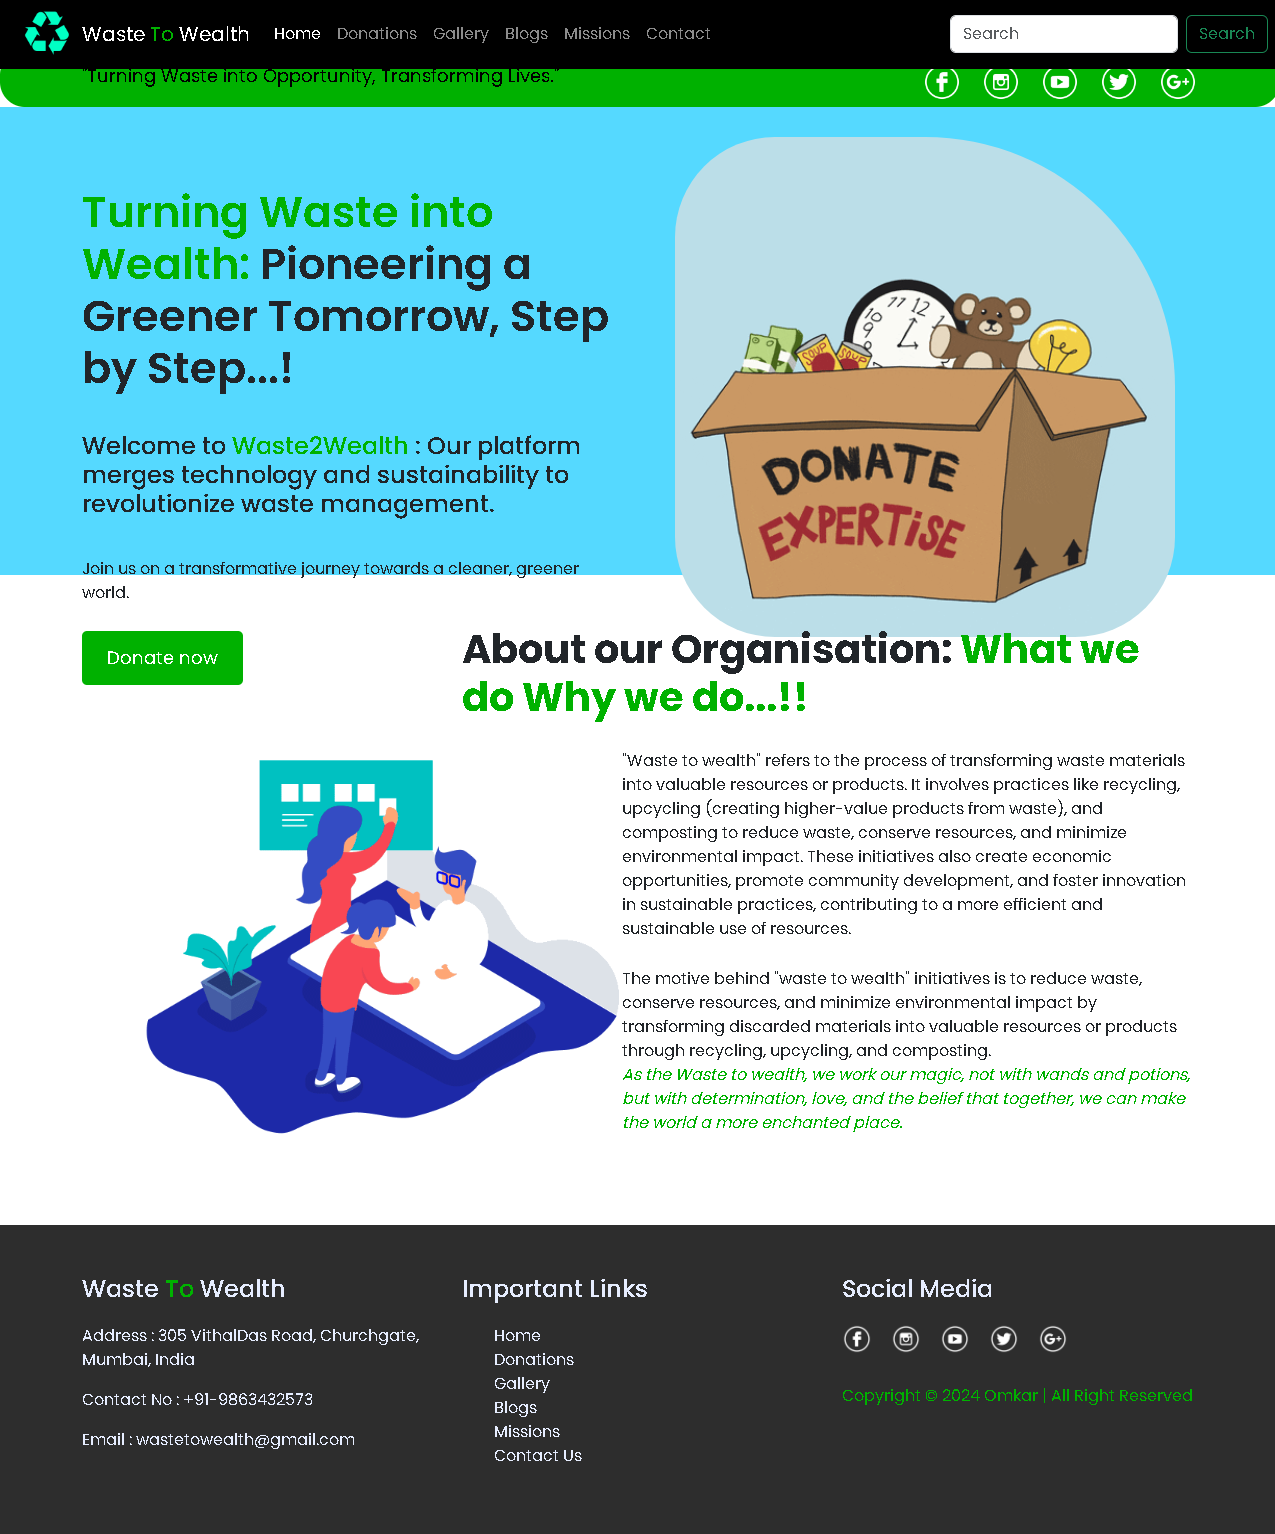 Waste To Wealth
Home Donations Gallery Blogs Missions Contact
Search Search
"Turning Waste into Opportunity, Transforming Lives."
Turning Waste into
Wealth: Pioneering a
Greener Tomorrow, Step
by Step...!
Welcome to Waste2Wealth : Our platform
merges technology and sustainability to
revolutionize waste management.
Join us on a transformative journey towards a cleaner, greener
world.
Donate now
11 12 1
10
9
8
SOUP SOUP
DONATE
EXPERTISE
About our Organisation: What we
do Why we do...!!
"Waste to wealth" refers to the process of transforming waste materials
into valuable resources or products. It involves practices like recycling,
upcycling (creating higher-value products from waste), and
composting to reduce waste, conserve resources, and minimize
environmental impact. These initiatives also create economic
opportunities, promote community development, and foster innovation
in sustainable practices, contributing to a more efficient and
sustainable use of resources.
The motive behind "waste to wealth" initiatives is to reduce waste,
conserve resources, and minimize environmental impact by
transforming discarded materials into valuable resources or products
through recycling, upcycling, and composting.
As the Waste to wealth, we work our magic, not with wands and potions,
but with determination, love, and the belief that together, we can make
the world a more enchanted place.
Waste To Wealth
Address : 305 VithalDas Road, Churchgate,
Mumbai, India
Contact No : +91-9863432573
Email : wastetowealth@gmail.com
Important Links
Home
Donations
Gallery
Blogs
Missions
Contact Us
Social Media
Copyright © 2024 Omkar | All Right Reserved